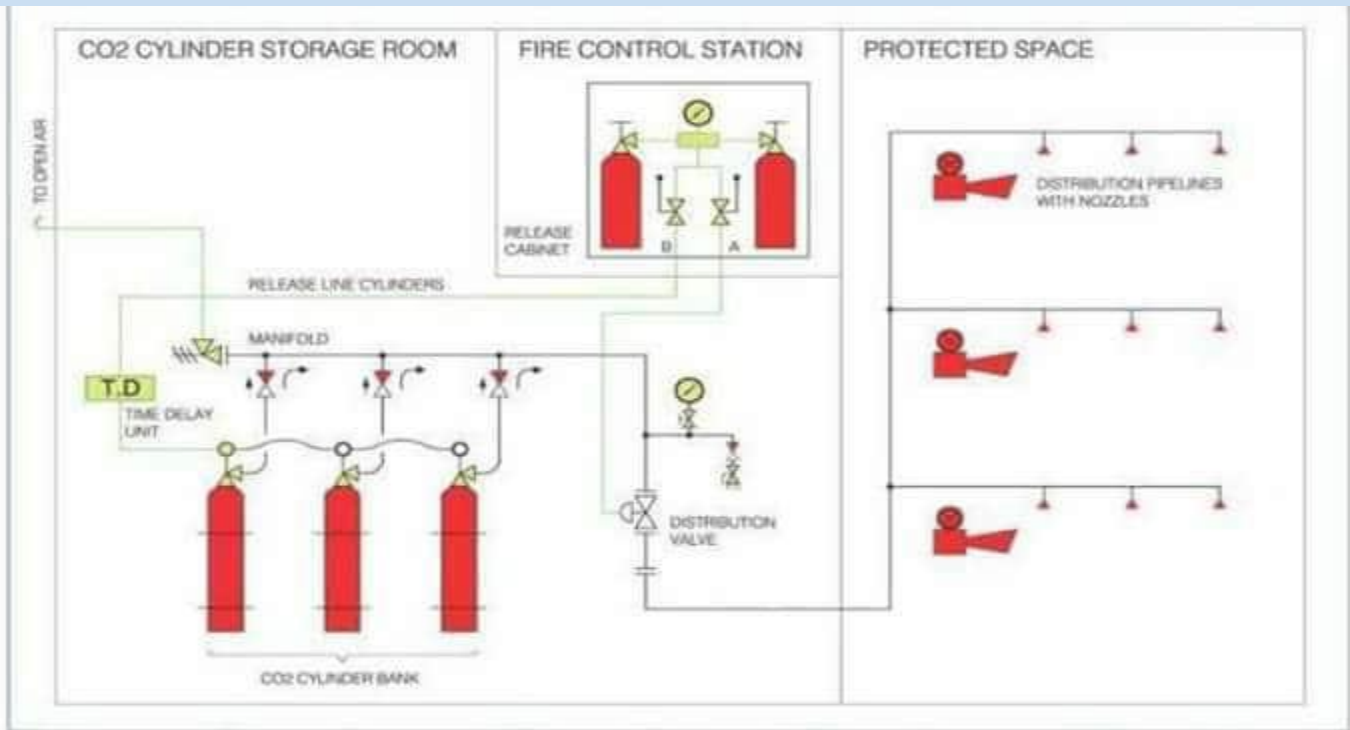 CO2 CYLINDER STORAGE ROOM
FIRE CONTROL STATION
PROTECTED SPACE
TO OPEN AIR
DISTRIBUTION PIPELINES
WITH NOZZLES
RELEASE
CABINET
B
A
RELEASE LINE CYLINDERS
MANIFOLD
T.D
TIME DELAY
UNIT
DISTRIBUTION
VALVE
CO2 CYLINDER BANK